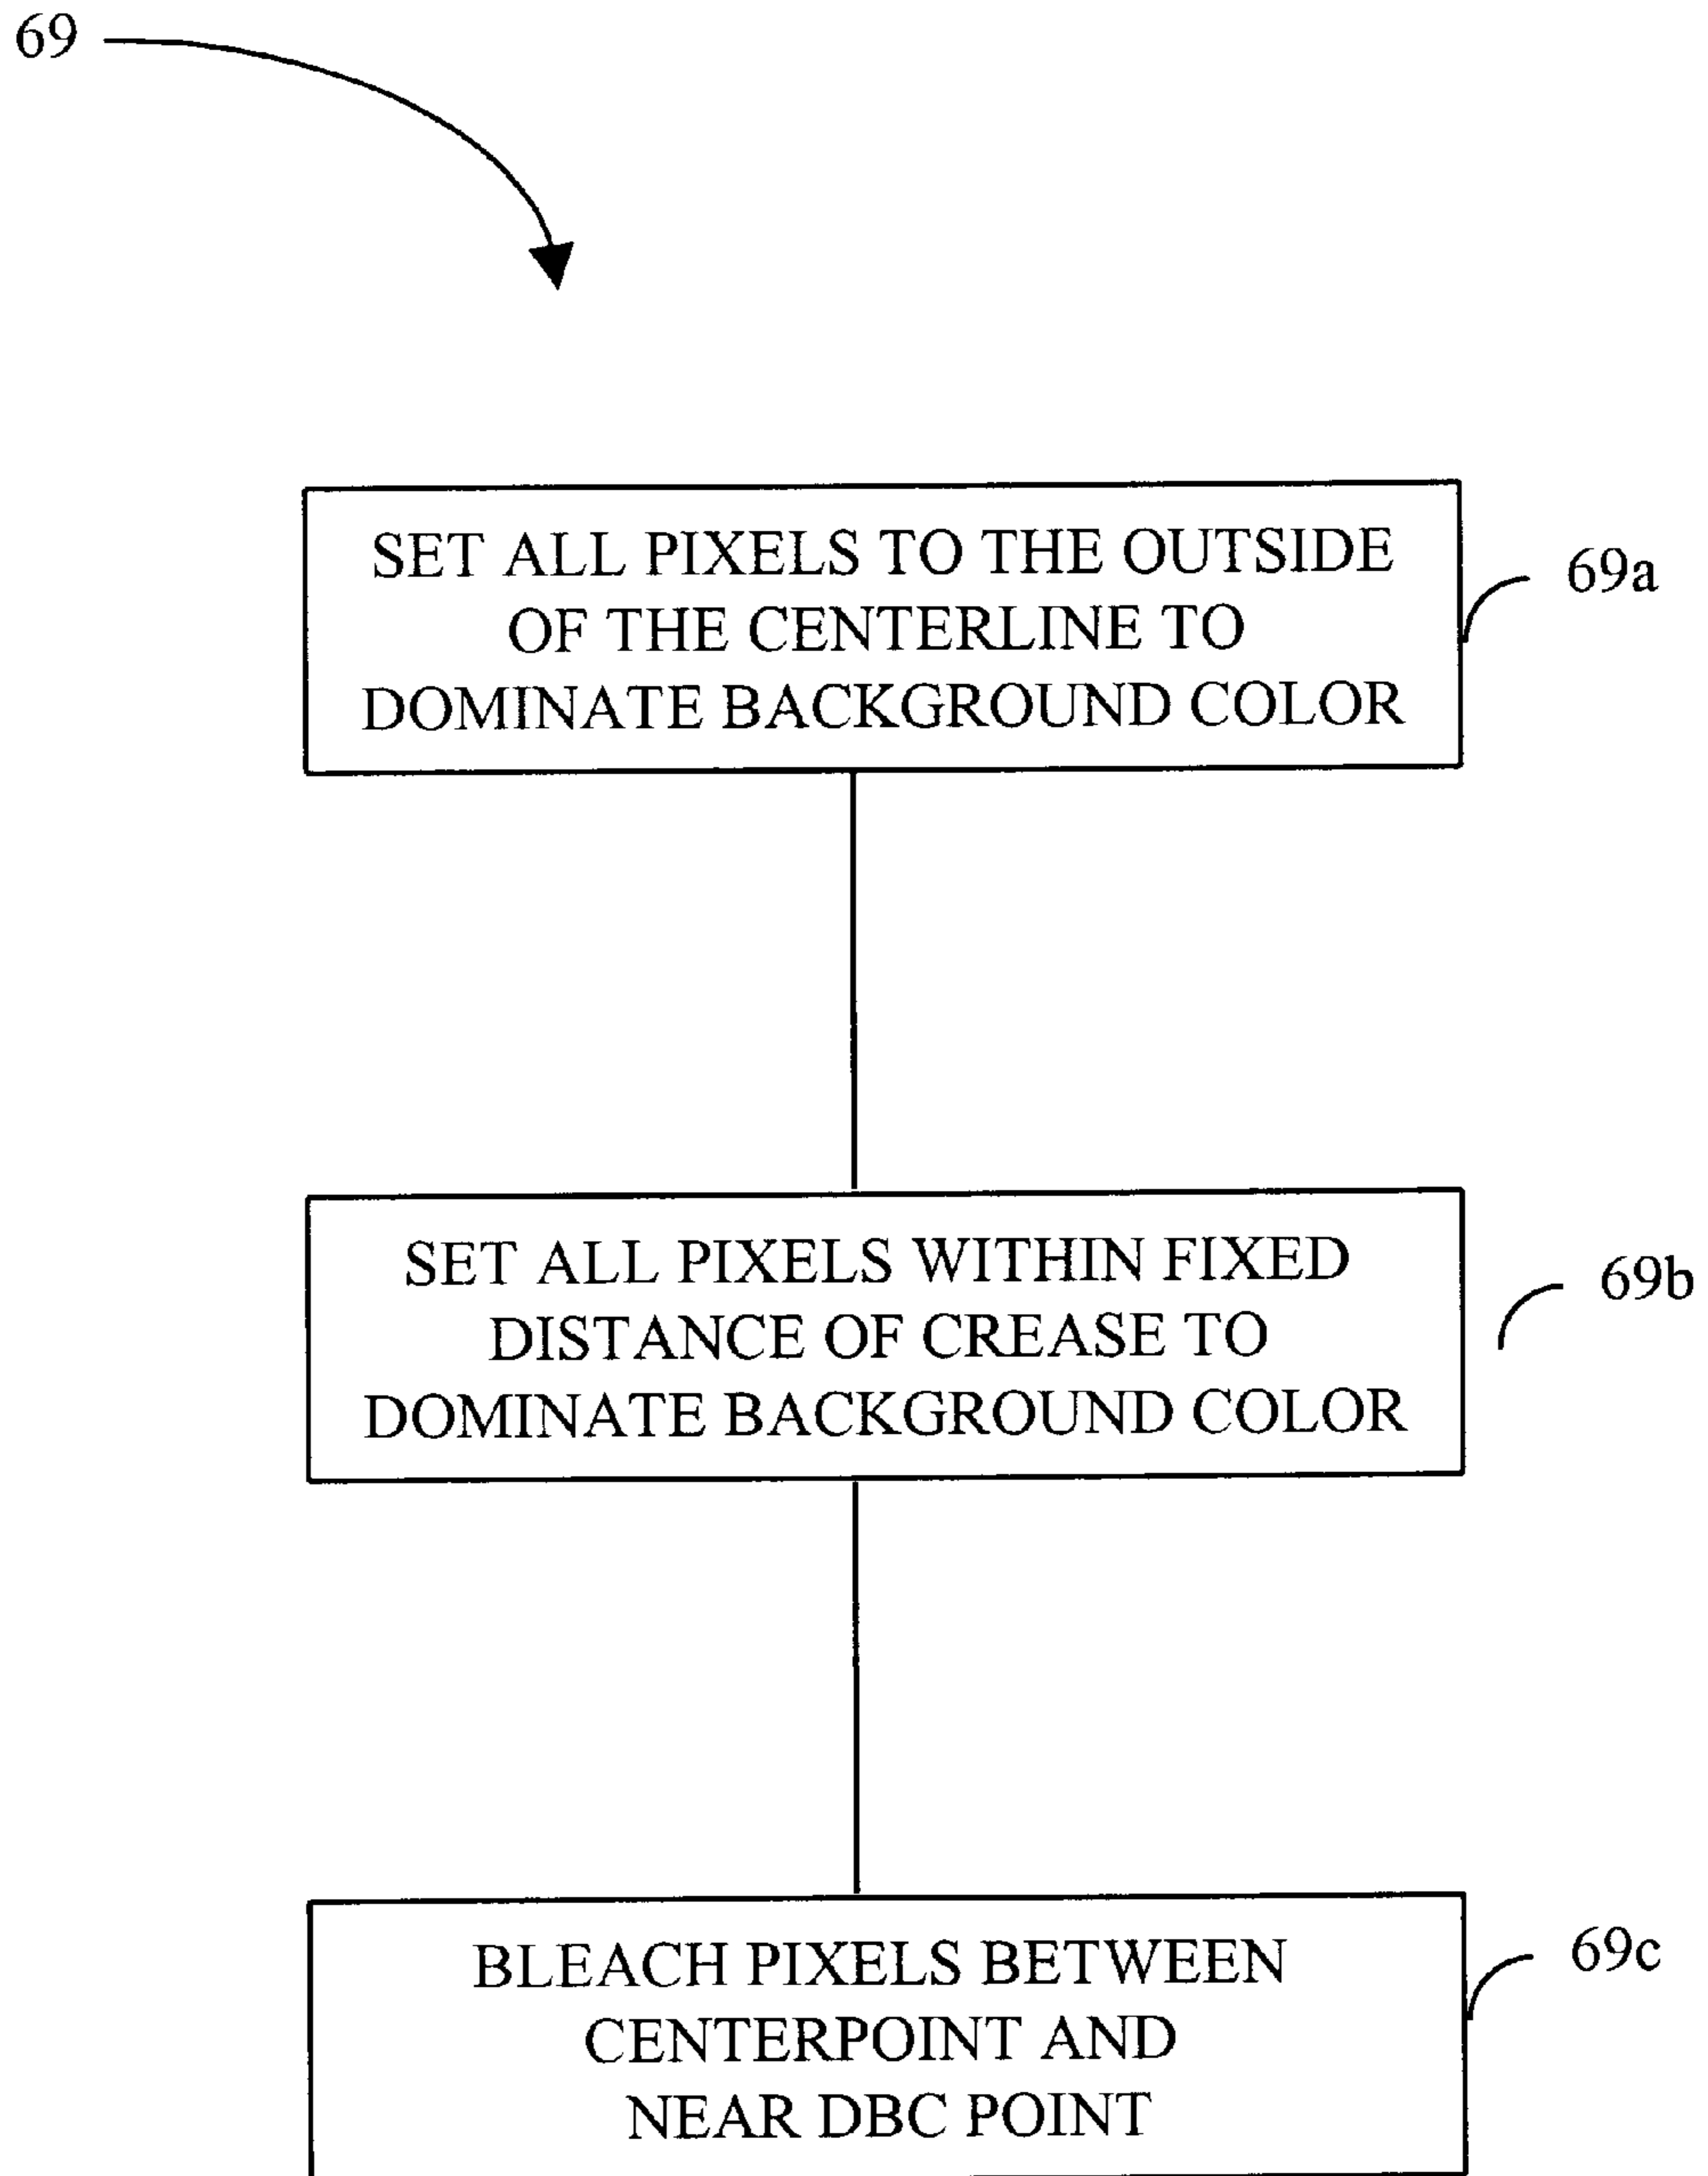 69
SET ALL PIXELS TO THE OUTSIDE
OF THE CENTERLINE TO
DOMINATE BACKGROUND COLOR
69a
SET ALL PIXELS WITHIN FIXED
DISTANCE OF CREASE TO
DOMINATE BACKGROUND COLOR
69b
BLEACH PIXELS BETWEEN
CENTERPOINT AND
NEAR DBC POINT
69c